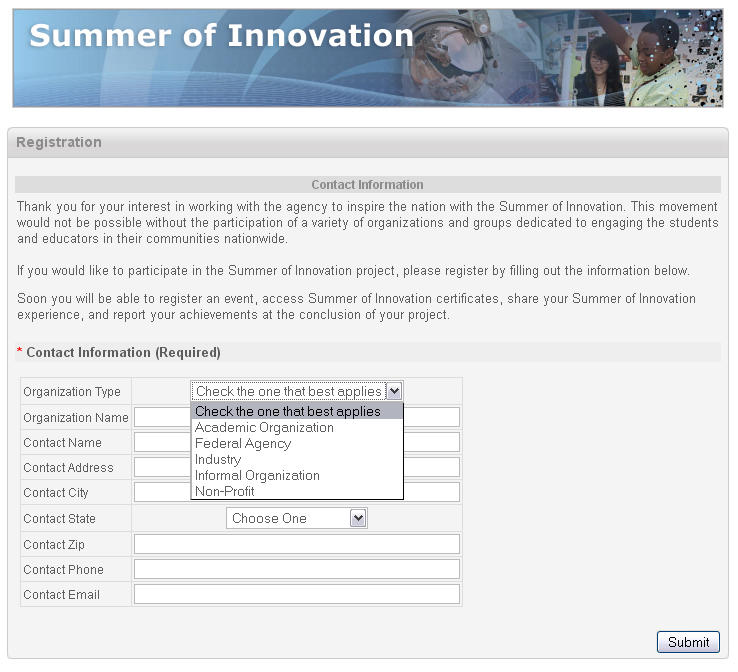 Summer of Innovation
Registration
Contact Information
Thank you for your interest in working with the agency to inspire the nation with the Summer of Innovation. This movement
would not be possible without the participation of a variety of organizations and groups dedicated to engaging the students
and educators in their communities nationwide.
If you would like to participate in the Summer of Innovation project, please register by filling out the information below.
Soon you will be able to register an event, access Summer of Innovation certificates, share your Summer of Innovation
experience, and report your achievements at the conclusion of your project.
* Contact Information (Required)
Organization Type Check the one that best applies
Check the one that best applies
Academic Organization
Federal Agency
Industry
Informal Organization
Non-Profit
Organization Name
Contact Name
Contact Address
Contact City
Contact State Choose One
Contact Zip
Contact Phone
Contact Email
Submit